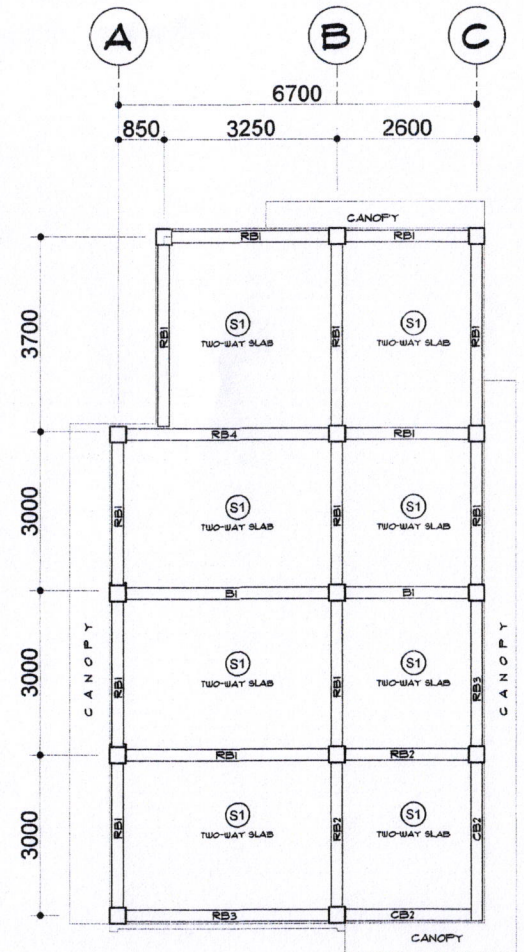 A B C
6700
850 3250 2600
CANOPY
RB1 RB1
3700
RB1 S1 RB1 S1 RB1
TWO-WAY SLAB TWO-WAY SLAB
RB4 RB1
3000
RB1 S1 RB1 S1 RB1
TWO-WAY SLAB TWO-WAY SLAB
B1 B1
3000
CANOPY
RB1 S1 RB1 S1 RB3
TWO-WAY SLAB TWO-WAY SLAB
CANOPY
RB1 RB2
3000
RB1 S1 RB2 S1 CB2
TWO-WAY SLAB TWO-WAY SLAB
RB3 CB2
CANOPY